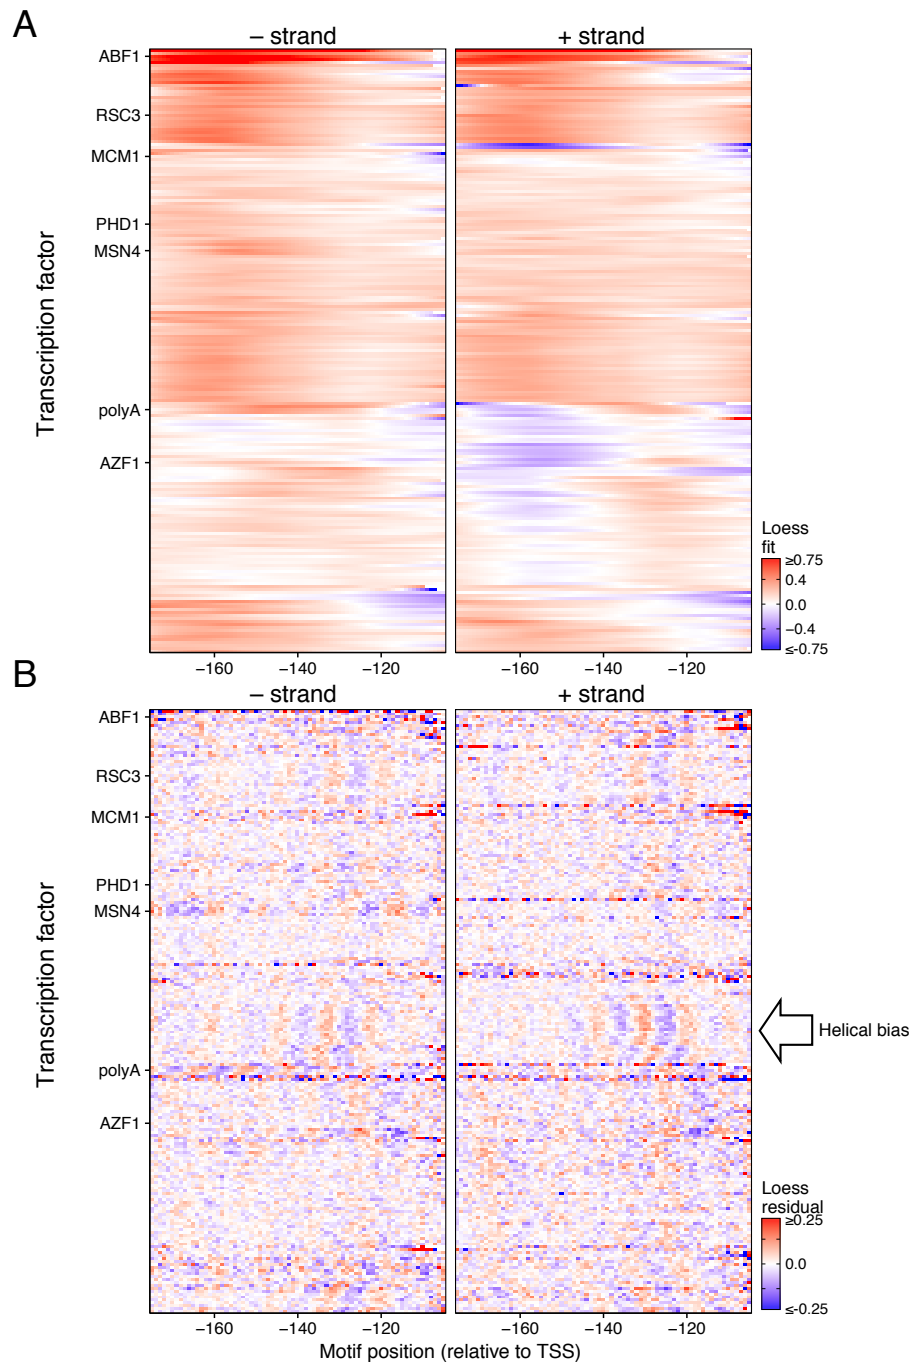 A
– strand
+ strand
ABF1
RSC3
MCM1
PHD1
MSN4
polyA
AZF1
Transcription factor
Loess
fit
≥0.75
0.4
0.0
−0.4
≤-0.75
−160
−140
−120
−160
−140
−120
B
– strand
+ strand
ABF1
RSC3
MCM1
PHD1
MSN4
polyA
AZF1
Transcription factor
Helical bias
Loess
residual
≥0.25
0.0
≤-0.25
−160
−140
−120
−160
−140
−120
Motif position (relative to TSS)